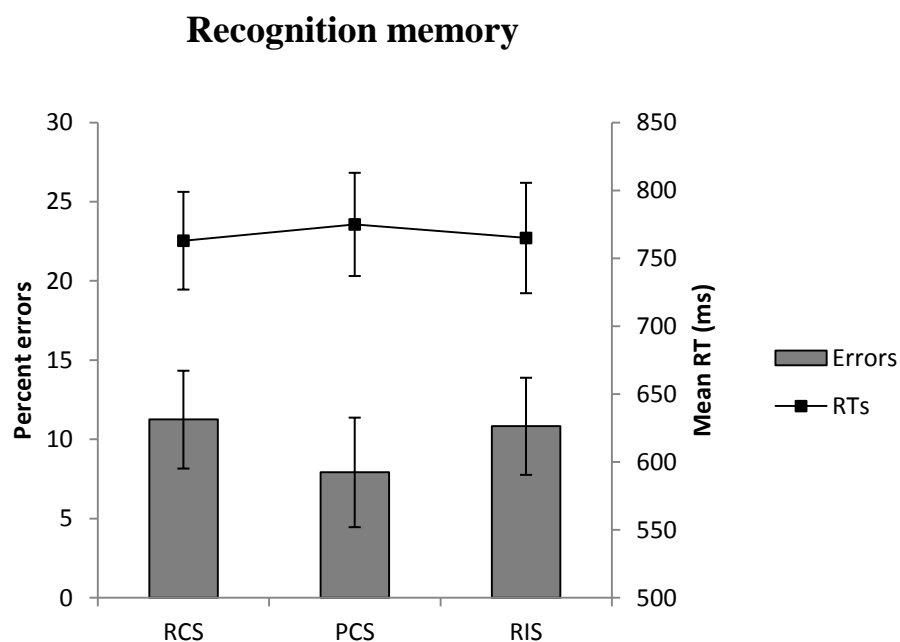 Recognition memory
30
25
20
15
10
5
0
Percent errors
850
800
750
700
650
600
550
500
Mean RT (ms)
RCS PCS RIS
Errors
RTs